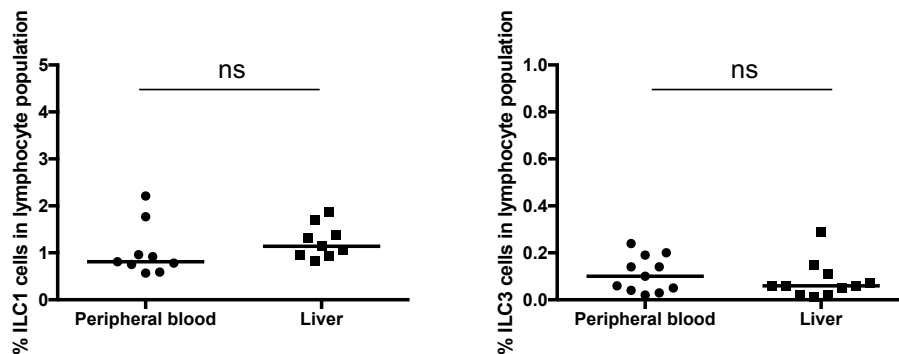 % ILC1 cells in lymphocyte population
5
4
3
2
1
0
ns
Peripheral blood
Liver
% ILC3 cells in lymphocyte population
1.0
0.8
0.6
0.4
0.2
0.0
ns
Peripheral blood
Liver